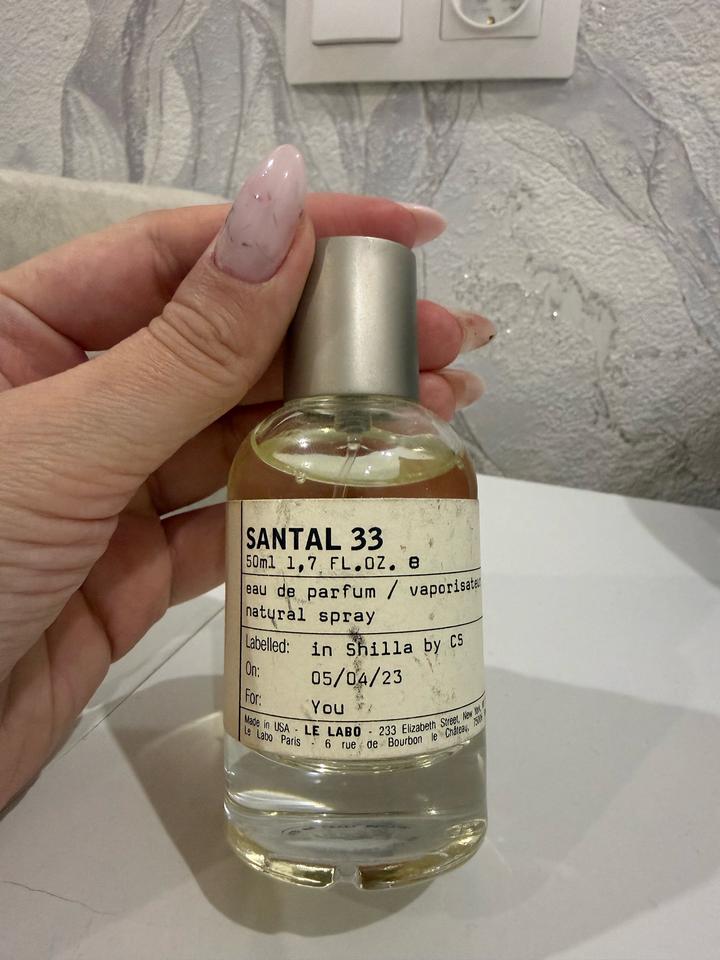 SANTAL 33
50ml 1,7 FL.OZ. e
eau de parfum / vaporisateu
natural spray
Labelled: in Shilla by CS
On: 05/04/23
For: You
Made in USA - LE LABO - 233 Elizabeth Street, New York,
Le Labo Paris - 6 rue de Bourbon le Château,